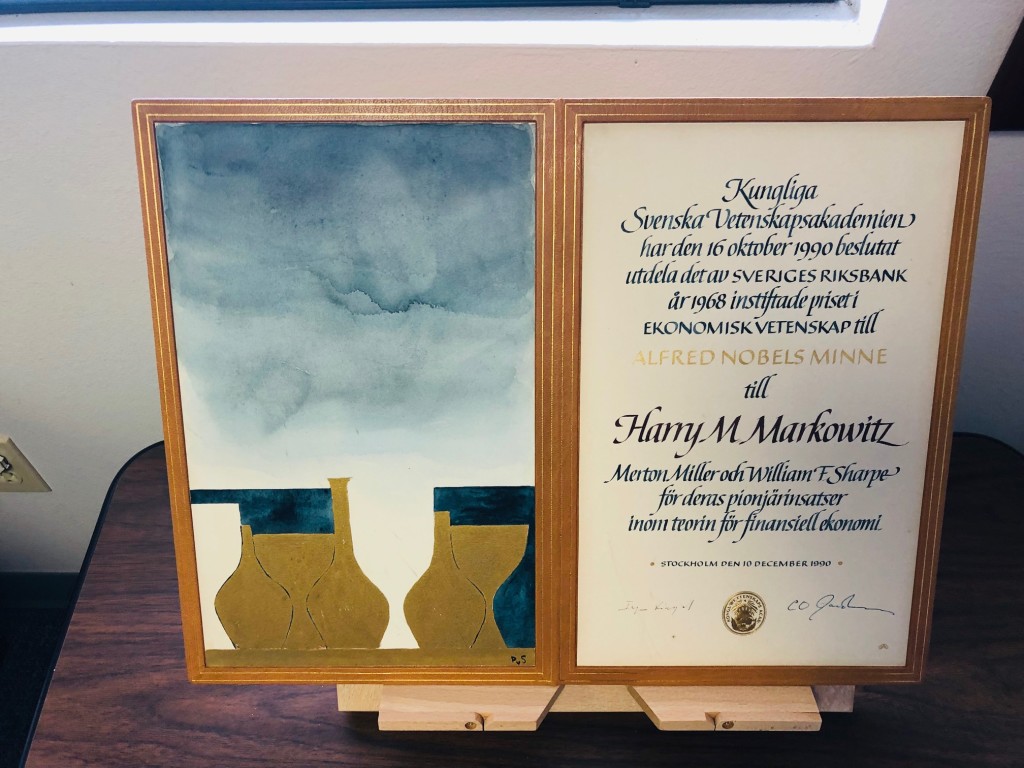 Kungliga
Svenska Vetenskapsakademien
har den 16 oktober 1990 beslutat
utdela det av SVERIGES RIKSBANK
år 1968 instiftade priset i
EKONOMISK VETENSKAP till
ALFRED NOBELS MINNE
till
Harry M Markowitz
Merton Miller och William F. Sharpe
för deras pionjärinsatser
inom teorin för finansiell ekonomi.
• STOCKHOLM DEN 10 DECEMBER 1990 •